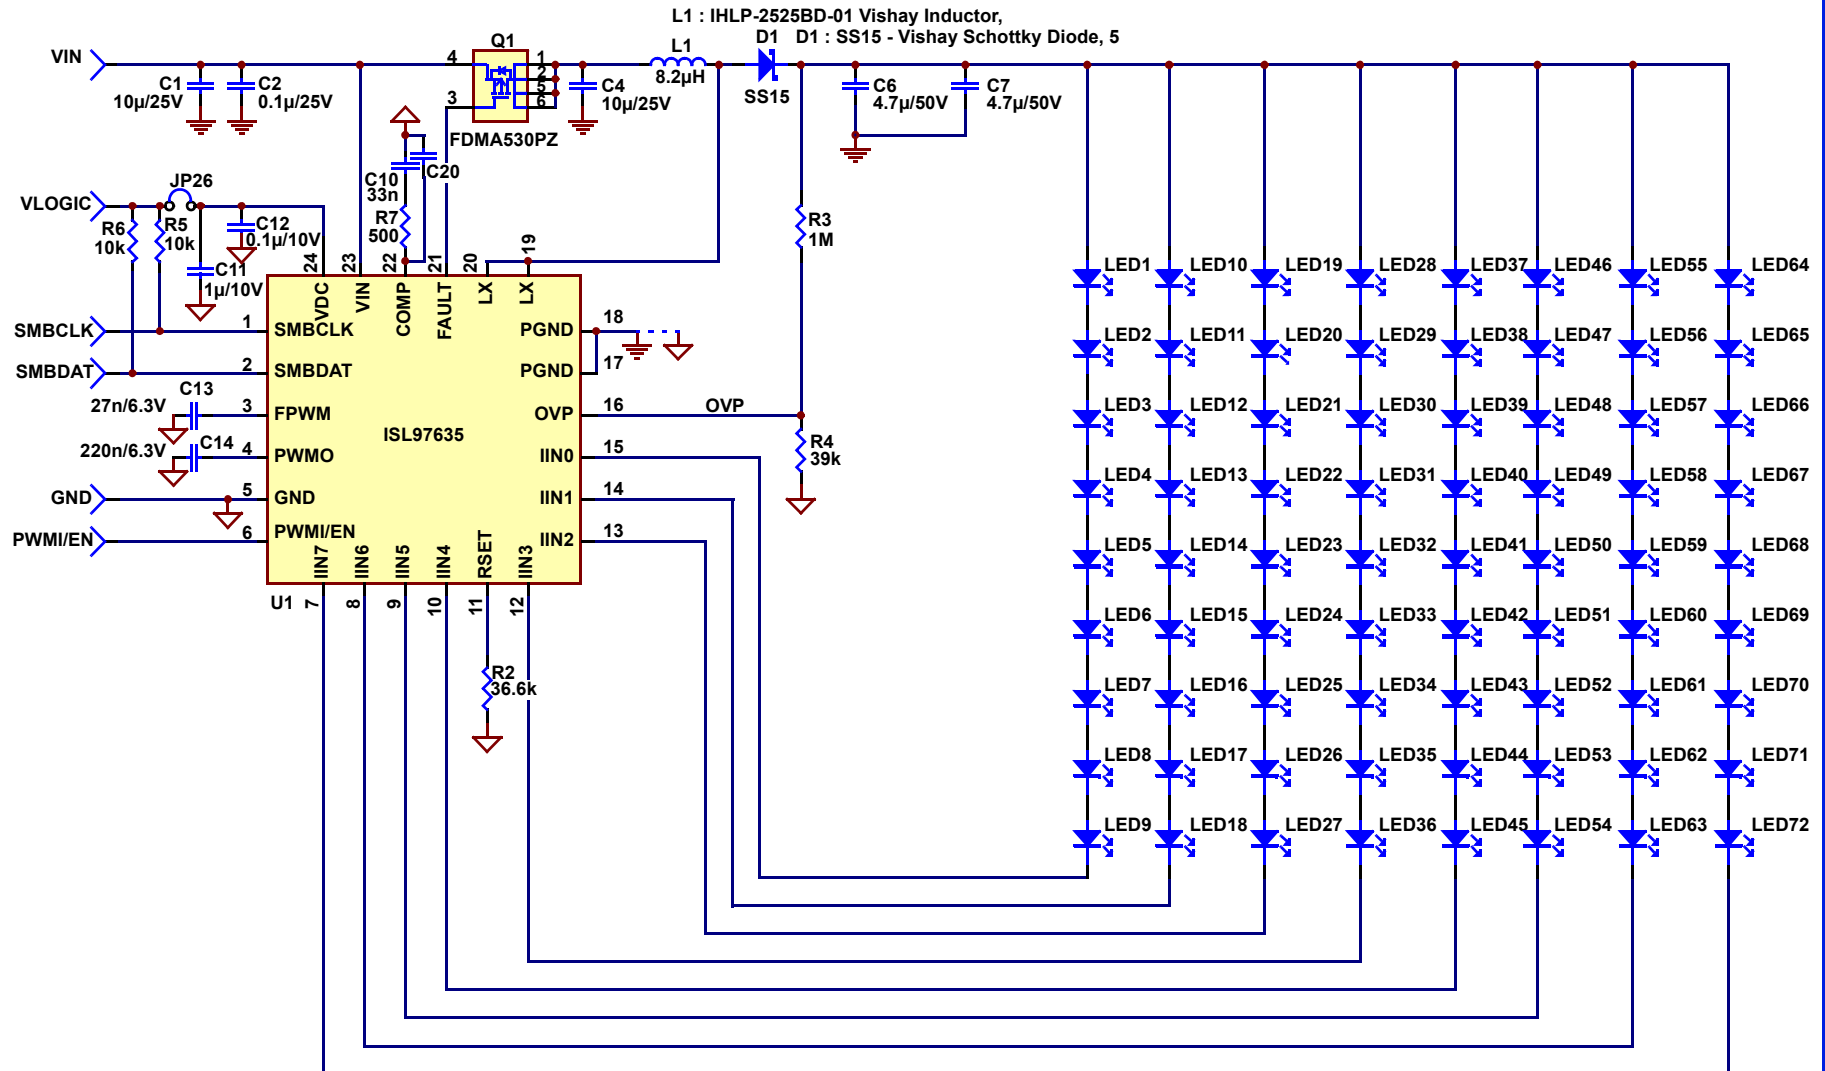 L1 : IHLP-2525BD-01 Vishay Inductor,
D1 D1 : SS15 - Vishay Schottky Diode, 5
VIN
Q1
L1
4
1
2
5
6
3
C1
10µ/25V
C2
0.1µ/25V
C4
10µ/25V
8.2µH
SS15
C6
4.7µ/50V
C7
4.7µ/50V
FDMA530PZ
C20
C10
33n
R7
500
JP26
VLOGIC
R6
10k
R5
10k
C12
0.1µ/10V
C11
1µ/10V
R3
1M
24
23
22
21
20
19
VDC
VIN
COMP
FAULT
LX
LX
SMBCLK
1
SMBCLK
PGND
18
SMBDAT
2
SMBDAT
PGND
17
C13
27n/6.3V
3
FPWM
OVP
16
OVP
ISL97635
C14
220n/6.3V
4
PWMO
IIN0
15
R4
39k
GND
5
GND
IIN1
14
PWMI/EN
6
PWMI/EN
IIN2
13
IIN7
IIN6
IIN5
IIN4
RSET
IIN3
U1
7
8
9
10
11
12
R2
36.6k
LED1 LED10 LED19 LED28 LED37 LED46 LED55 LED64
LED2 LED11 LED20 LED29 LED38 LED47 LED56 LED65
LED3 LED12 LED21 LED30 LED39 LED48 LED57 LED66
LED4 LED13 LED22 LED31 LED40 LED49 LED58 LED67
LED5 LED14 LED23 LED32 LED41 LED50 LED59 LED68
LED6 LED15 LED24 LED33 LED42 LED51 LED60 LED69
LED7 LED16 LED25 LED34 LED43 LED52 LED61 LED70
LED8 LED17 LED26 LED35 LED44 LED53 LED62 LED71
LED9 LED18 LED27 LED36 LED45 LED54 LED63 LED72